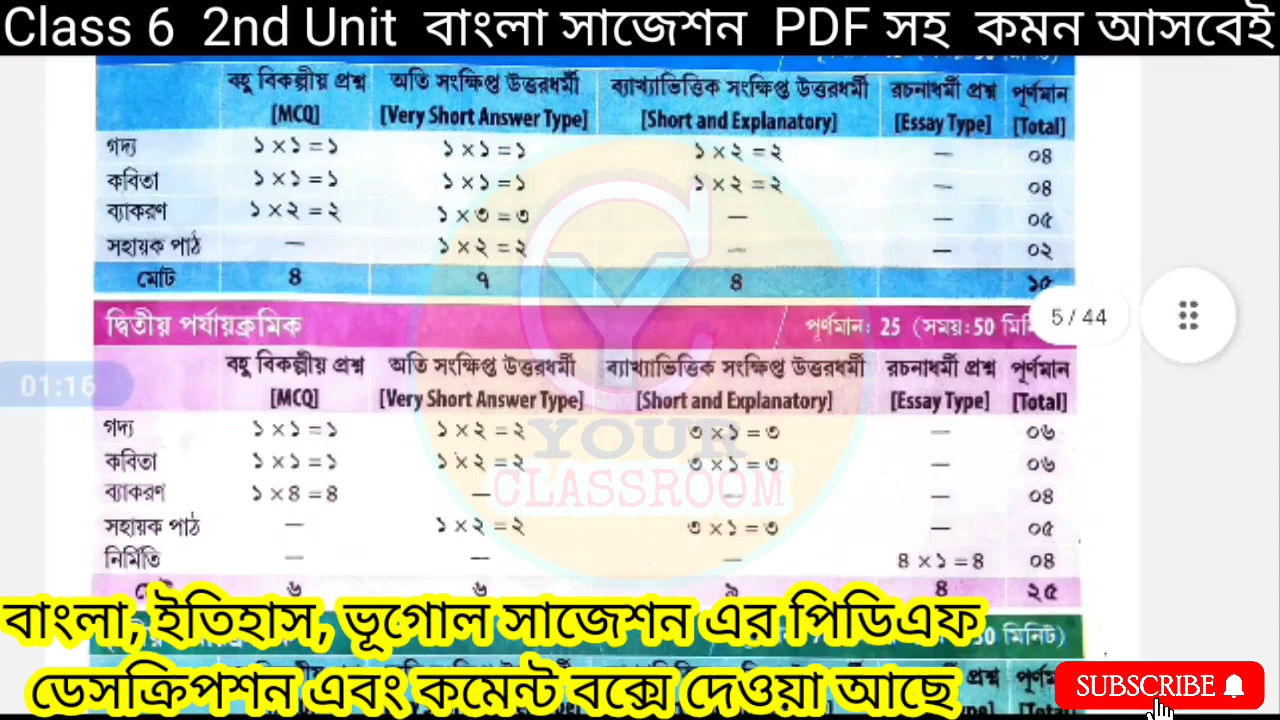 Class 6 2nd Unit বাংলা সাজেশন PDF সহ কমন আসবেই
বহু বিকল্পীয় প্রশ্ন অতি সংক্ষিপ্ত উত্তরধর্মী ব্যাখ্যাভিত্তিক সংক্ষিপ্ত উত্তরধর্মী রচনাধর্মী প্রশ্ন পূর্ণমান
[MCQ] [Very Short Answer Type] [Short and Explanatory] [Essay Type] [Total]
গদ্য ১ × ১ = ১ ১ × ১ = ১ ১ × ২ = ২ — ০৪
কবিতা ১ × ১ = ১ ১ × ১ = ১ ১ × ২ = ২ — ০৪
ব্যাকরণ ১ × ২ = ২ ১ × ৩ = ৩ — — ০৫
সহায়ক পাঠ — ১ × ২ = ২ — — ০২
মোট ৪ ৭ ৪ ১৫
দ্বিতীয় পর্যায়ক্রমিক পূর্ণমান: 25 (সময়: 50
5 / 44
বহু বিকল্পীয় প্রশ্ন অতি সংক্ষিপ্ত উত্তরধর্মী ব্যাখ্যাভিত্তিক সংক্ষিপ্ত উত্তরধর্মী রচনাধর্মী প্রশ্ন পূর্ণমান
01:16
[MCQ] [Very Short Answer Type] [Short and Explanatory] [Essay Type] [Total]
গদ্য ১ × ১ = ১ ১ × ২ = ২ ৩ × ১ = ৩ — ০৬
কবিতা ১ × ১ = ১ ১ × ২ = ২ ৩ × ১ = ৩ — ০৬
ব্যাকরণ ১ × ৪ = ৪ — — — ০৪
সহায়ক পাঠ — ১ × ২ = ২ ৩ × ১ = ৩ — ০৫
নির্মিতি — — — ৪ × ১ = ৪ ০৪
৬ ৬ ৯ ৪ ২৫
YOUR
CLASSROOM
বাংলা, ইতিহাস, ভূগোল সাজেশন এর পিডিএফ
মিনিট)
ডেসক্রিপশন এবং কমেন্ট বক্সে দেওয়া আছে
SUBSCRIBE